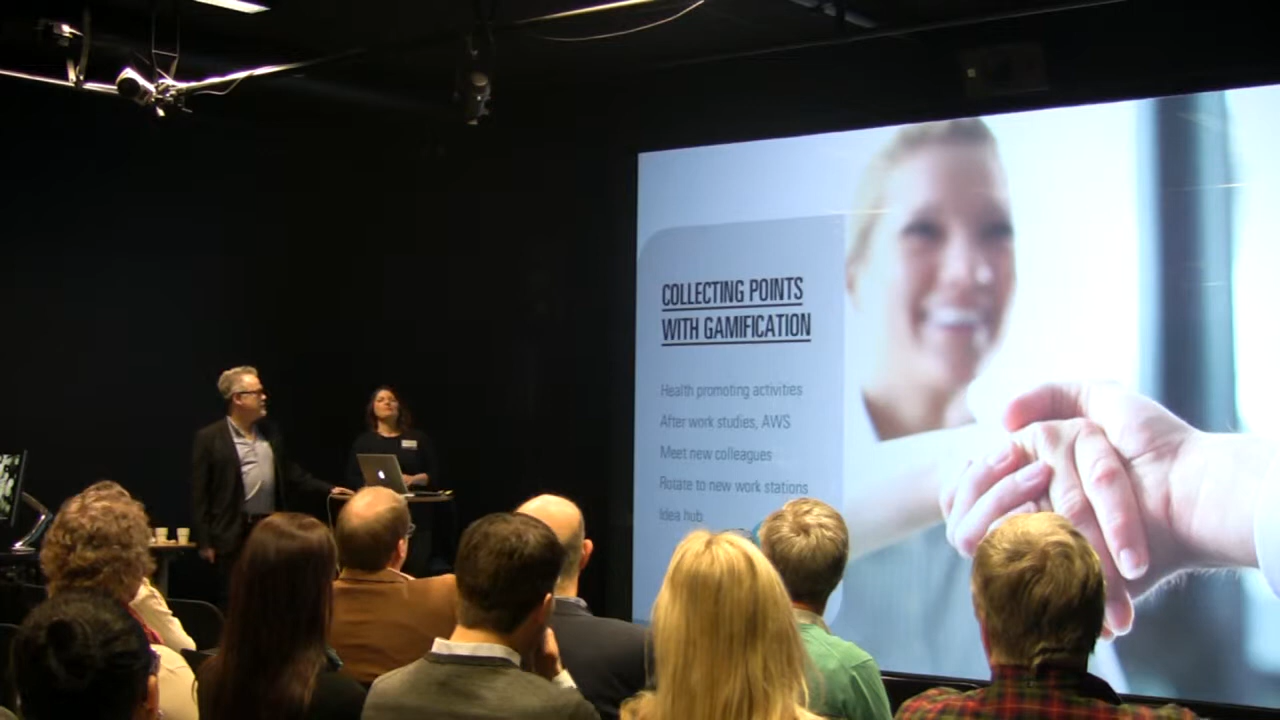 COLLECTING POINTS
WITH GAMIFICATION
Health promoting activities
After work studies, AWS
Meet new colleagues
Rotate to new work stations
Idea hub